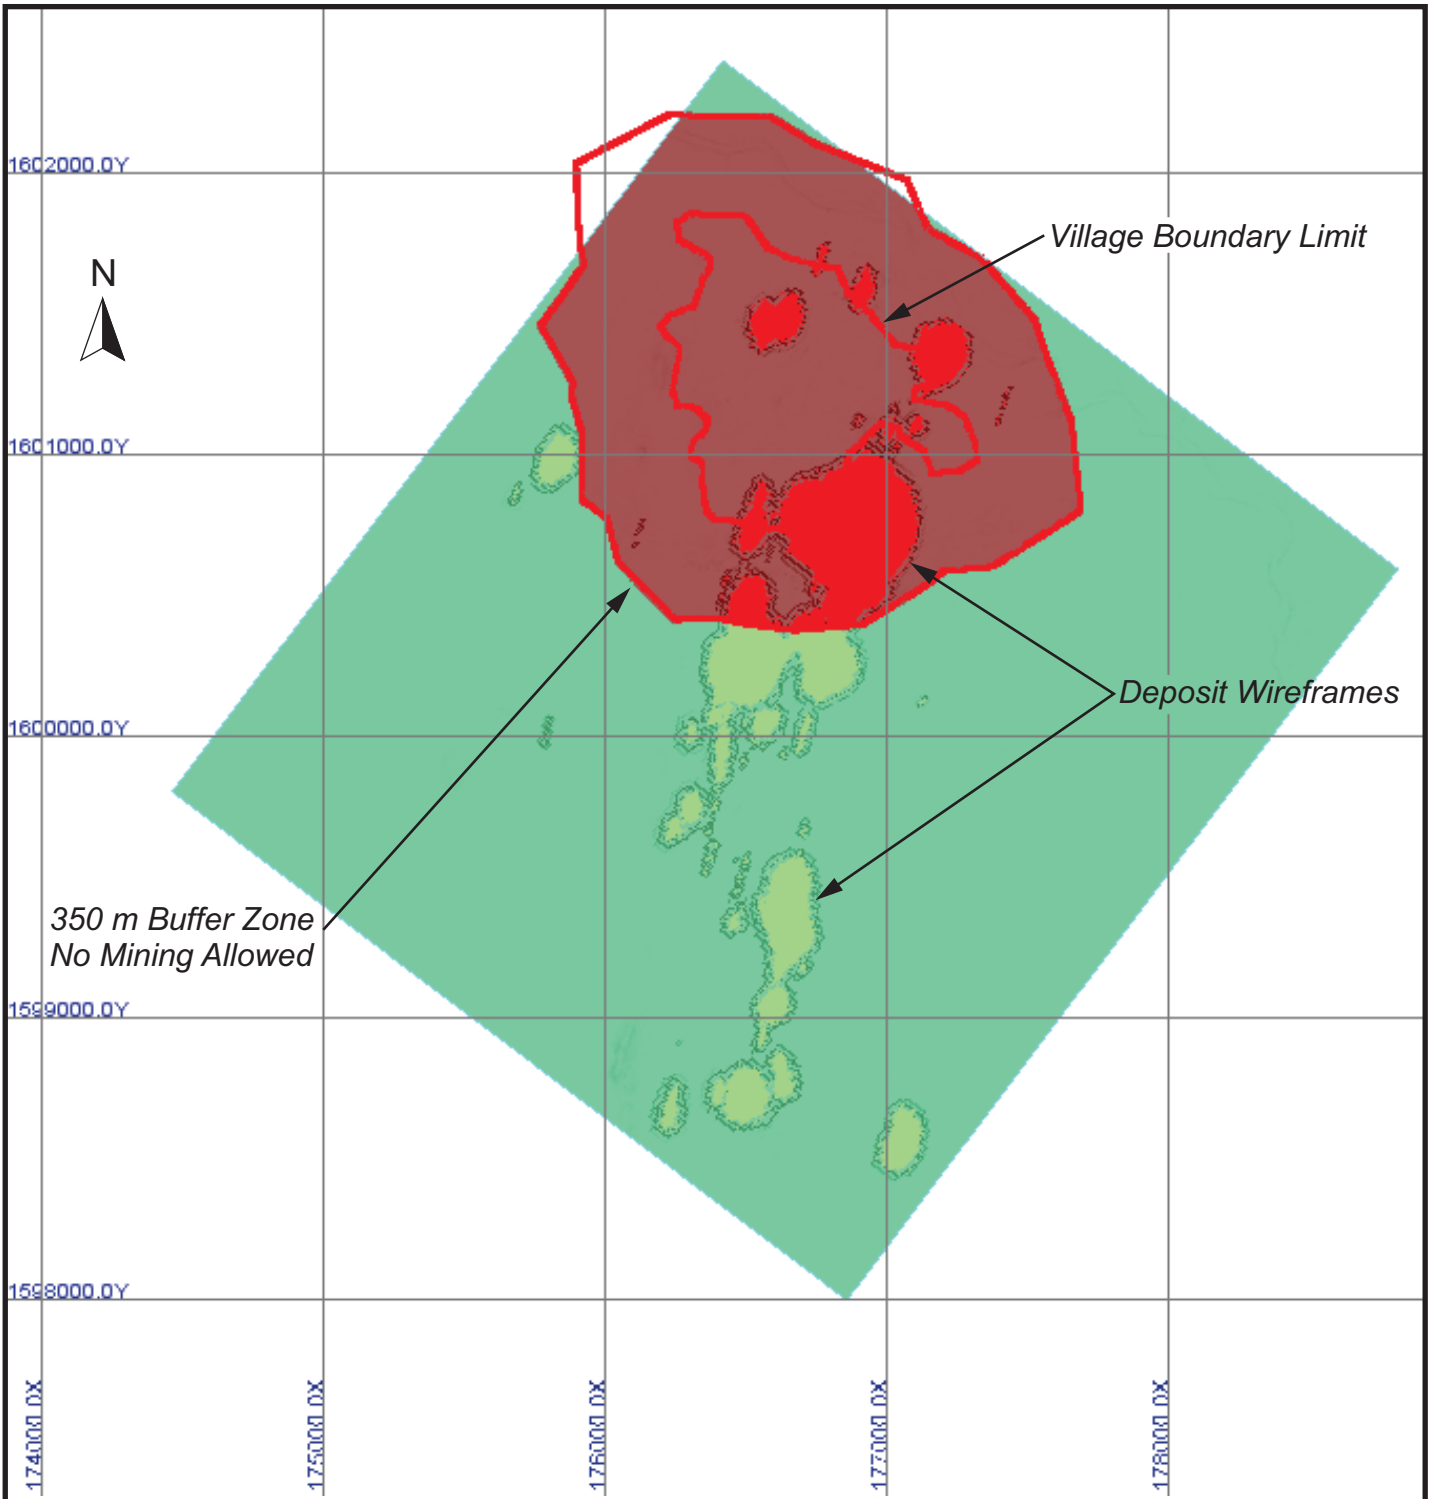 1602000.0Y
Village Boundary Limit
N
1601000.0Y
Deposit Wireframes
1600000.0Y
350 m Buffer Zone
No Mining Allowed
1599000.0Y
1598000.0Y
174000.0X
175000.0X
176000.0X
177000.0X
178000.0X